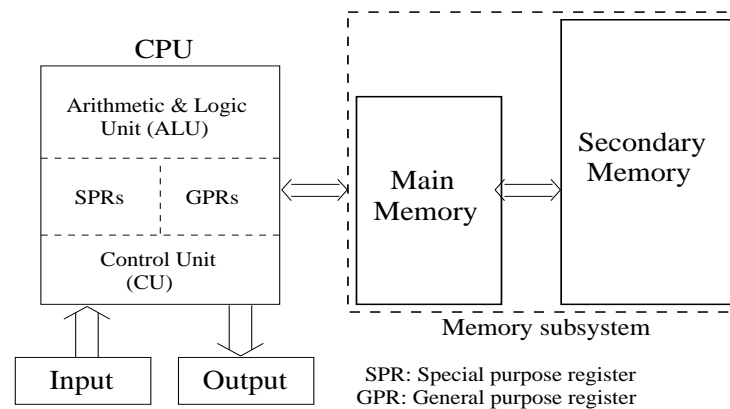 CPU
Arithmetic & Logic
Unit (ALU)
SPRs
GPRs
Control Unit
(CU)
Input
Output
Main
Memory
Secondary
Memory
Memory subsystem
SPR: Special purpose register
GPR: General purpose register